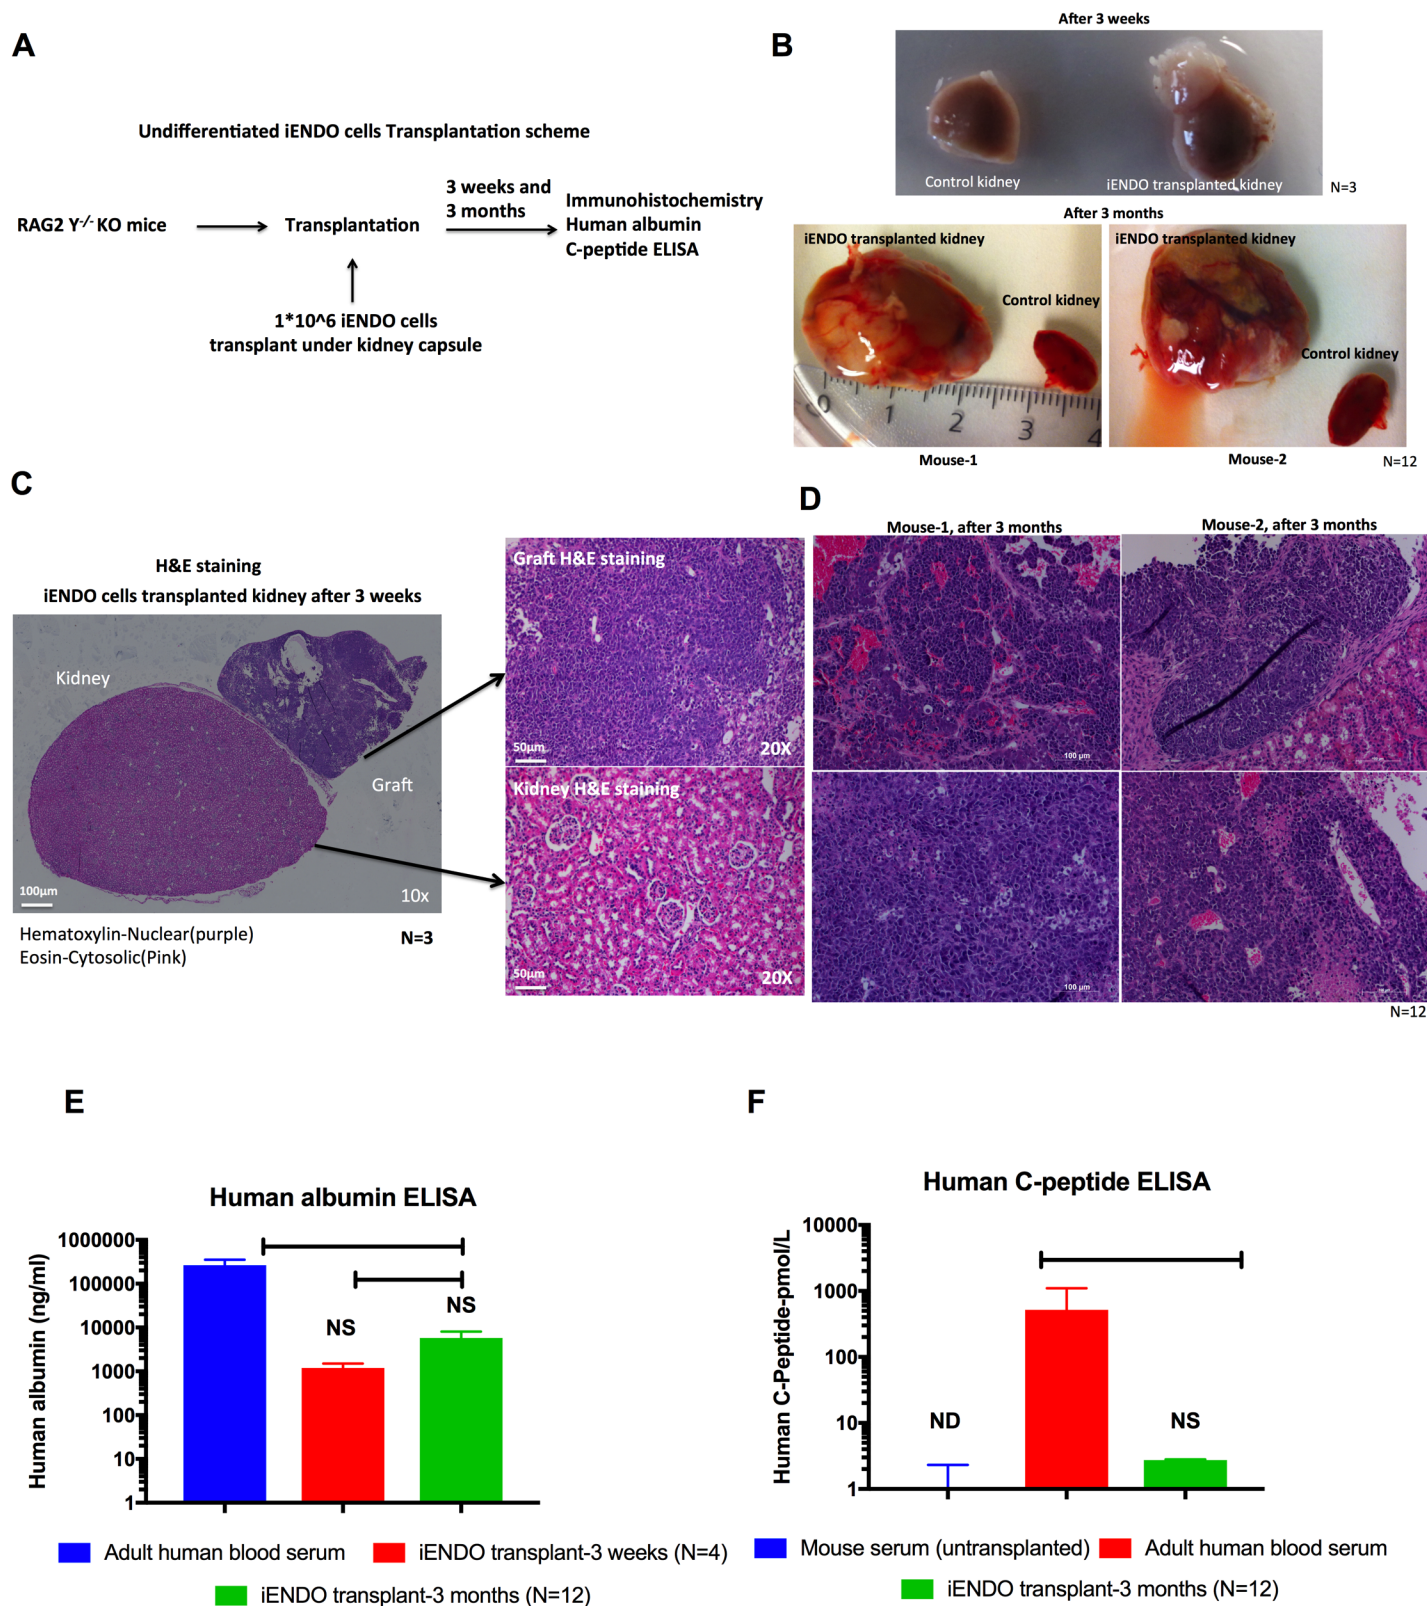 A
Undifferentiated iENDO cells Transplantation scheme
RAG2 Y-/- KO mice
Transplantation
3 weeks and
3 months
Immunohistochemistry
Human albumin
C-peptide ELISA
1*10^6 iENDO cells
transplant under kidney capsule
B
After 3 weeks
Control kidney
iENDO transplanted kidney
N=3
After 3 months
iENDO transplanted kidney
Control kidney
0 1 2 3 4
Mouse-1
iENDO transplanted kidney
Control kidney
Mouse-2
N=12
C
H&E staining
iENDO cells transplanted kidney after 3 weeks
Kidney
Graft
100μm
10x
Hematoxylin-Nuclear(purple)
Eosin-Cytosolic(Pink)
N=3
Graft H&E staining
50μm
20X
Kidney H&E staining
50μm
20X
D
Mouse-1, after 3 months
Mouse-2, after 3 months
100 μm
100 μm
N=12
E
Human albumin ELISA
Human albumin (ng/ml)
1000000
100000
10000
1000
100
10
1
NS
NS
Adult human blood serum
iENDO transplant-3 weeks (N=4)
iENDO transplant-3 months (N=12)
F
Human C-peptide ELISA
Human C-Peptide-pmol/L
10000
1000
100
10
1
ND
NS
Mouse serum (untransplanted)
Adult human blood serum
iENDO transplant-3 months (N=12)